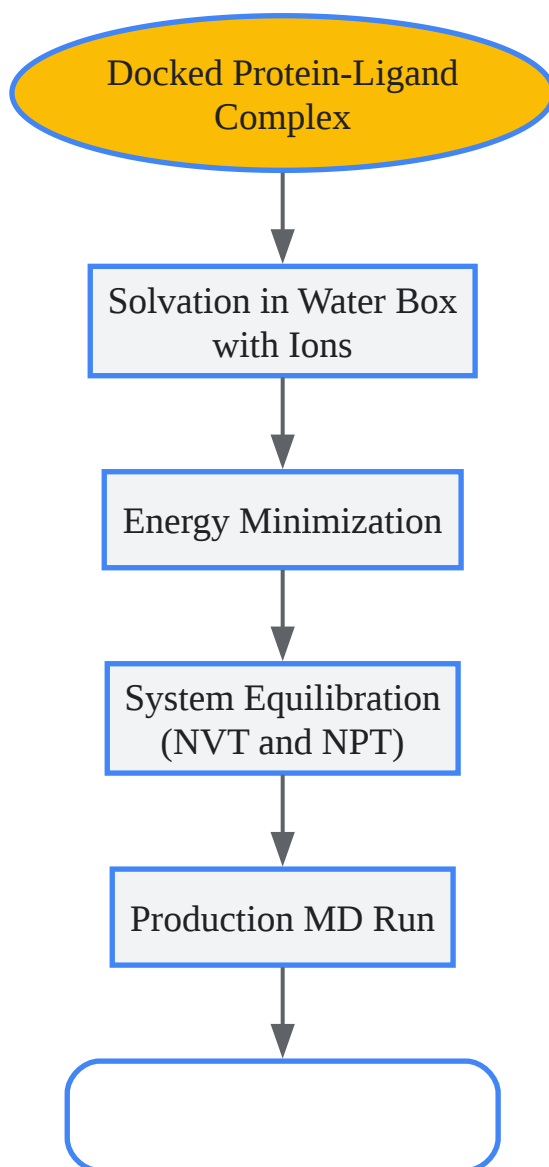 Docked Protein-Ligand
Complex
Solvation in Water Box
with Ions
Energy Minimization
System Equilibration
(NVT and NPT)
Production MD Run